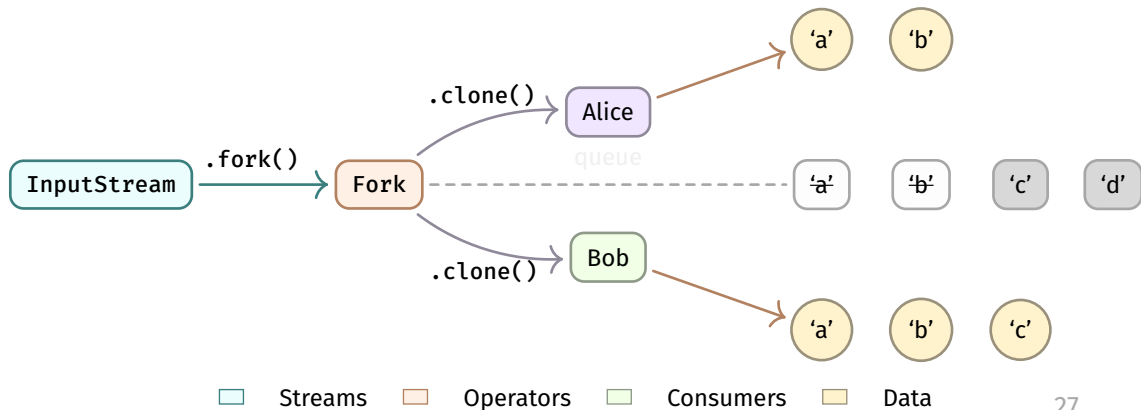 ‘a’ ‘b’
.clone()
Alice
queue
.fork()
InputStream Fork ‘a’ ‘b’ ‘c’ ‘d’
Bob
.clone()
‘a’ ‘b’ ‘c’
Streams Operators Consumers Data
27